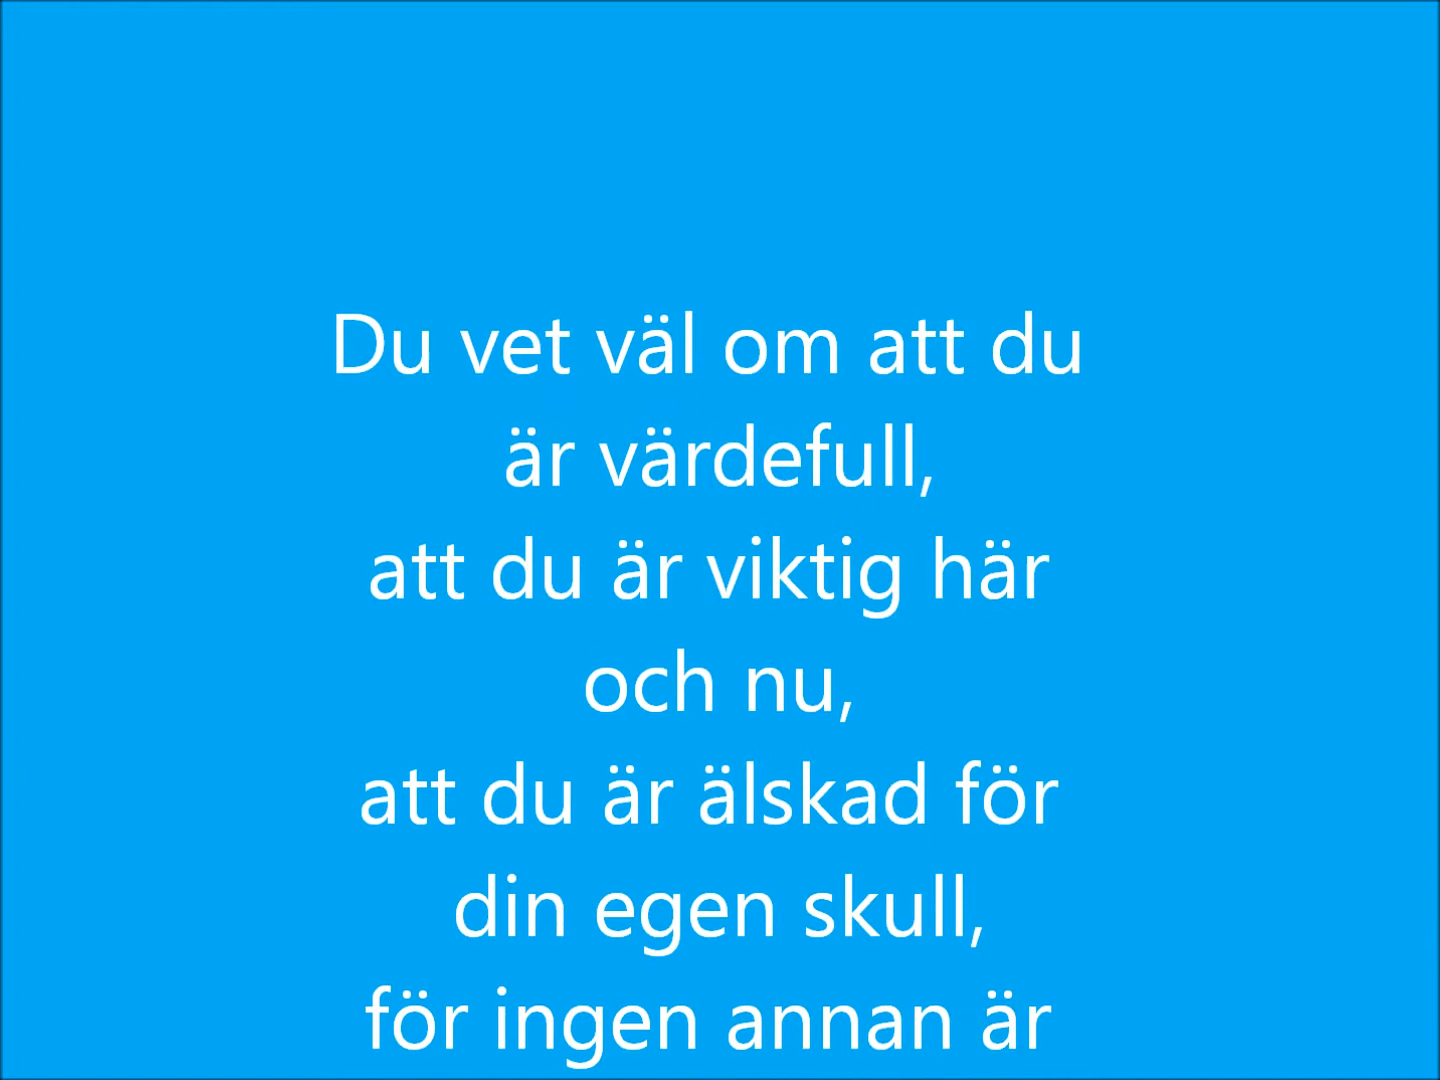 Du vet väl om att du
är värdefull,
att du är viktig här
och nu,
att du är älskad för
din egen skull,
för ingen annan är